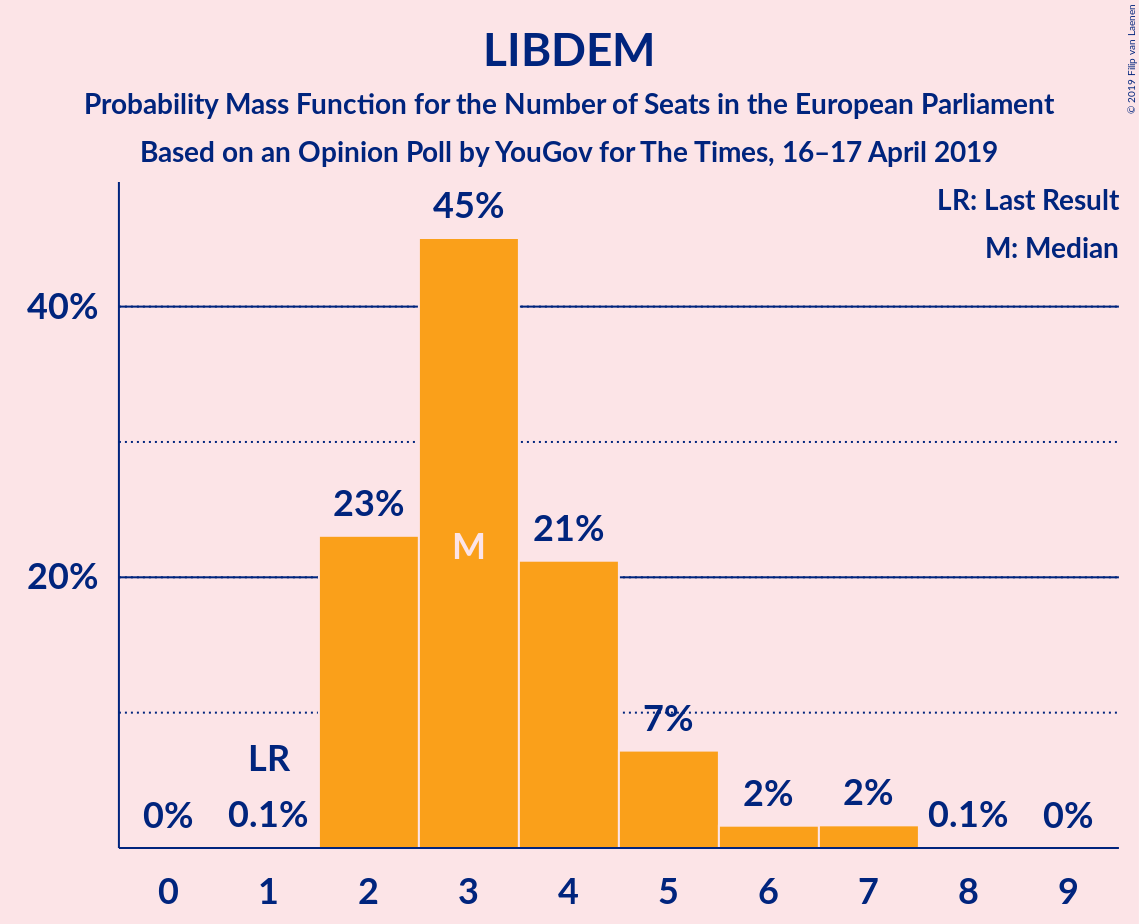 LIBDEM
Probability Mass Function for the Number of Seats in the European Parliament
Based on an Opinion Poll by YouGov for The Times, 16–17 April 2019
© 2019 Filip van Laenen
LR: Last Result
M: Median
45%
40%
23%
M
21%
20%
7%
LR
0%
0.1%
2%
2%
0.1%
0%
0 1 2 3 4 5 6 7 8 9